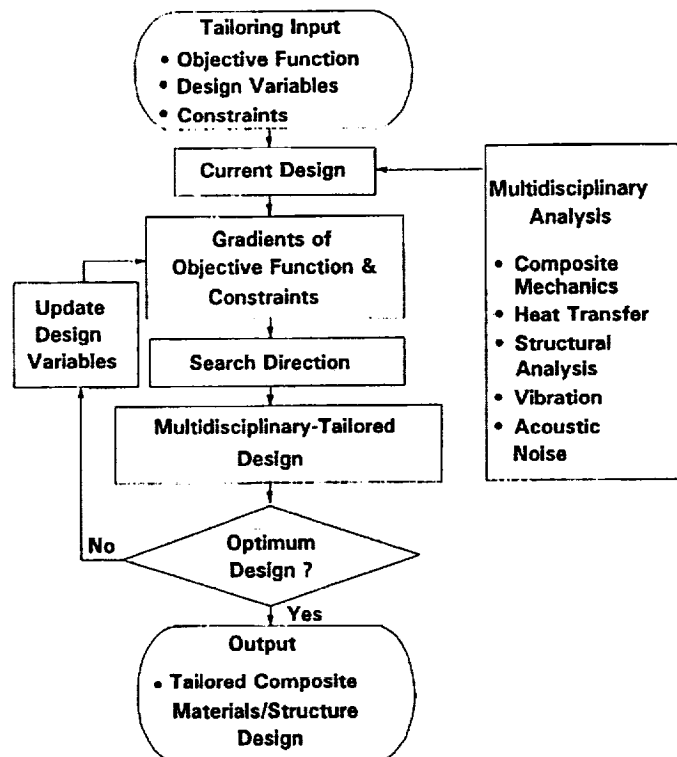 Tailoring Input
• Objective Function
• Design Variables
• Constraints
Current Design
Gradients of
Objective Function &
Constraints
Search Direction
Multidisciplinary-Tailored
Design
Optimum
Design ?
No
Yes
Update
Design
Variables
Output
• Tailored Composite
Materials/Structure
Design
Multidisciplinary
Analysis
• Composite
Mechanics
• Heat Transfer
• Structural
Analysis
• Vibration
• Acoustic
Noise